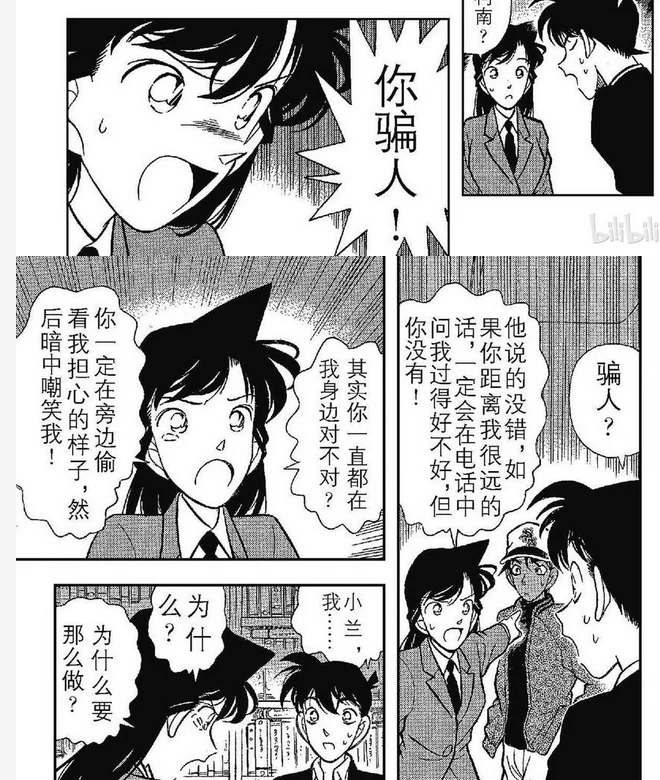 南？
你骗人！
bilibili
骗人？
他说的没错，如
果你距离我很远的
话，一定会在电话中
问我过得好不好，但
你没有！
其实你一直都在
我身边对不对？
你一定在旁边偷
看我担心的样子，然
后暗中嘲笑我！
小兰，
我……
为什
么？
为什么要
那么做？